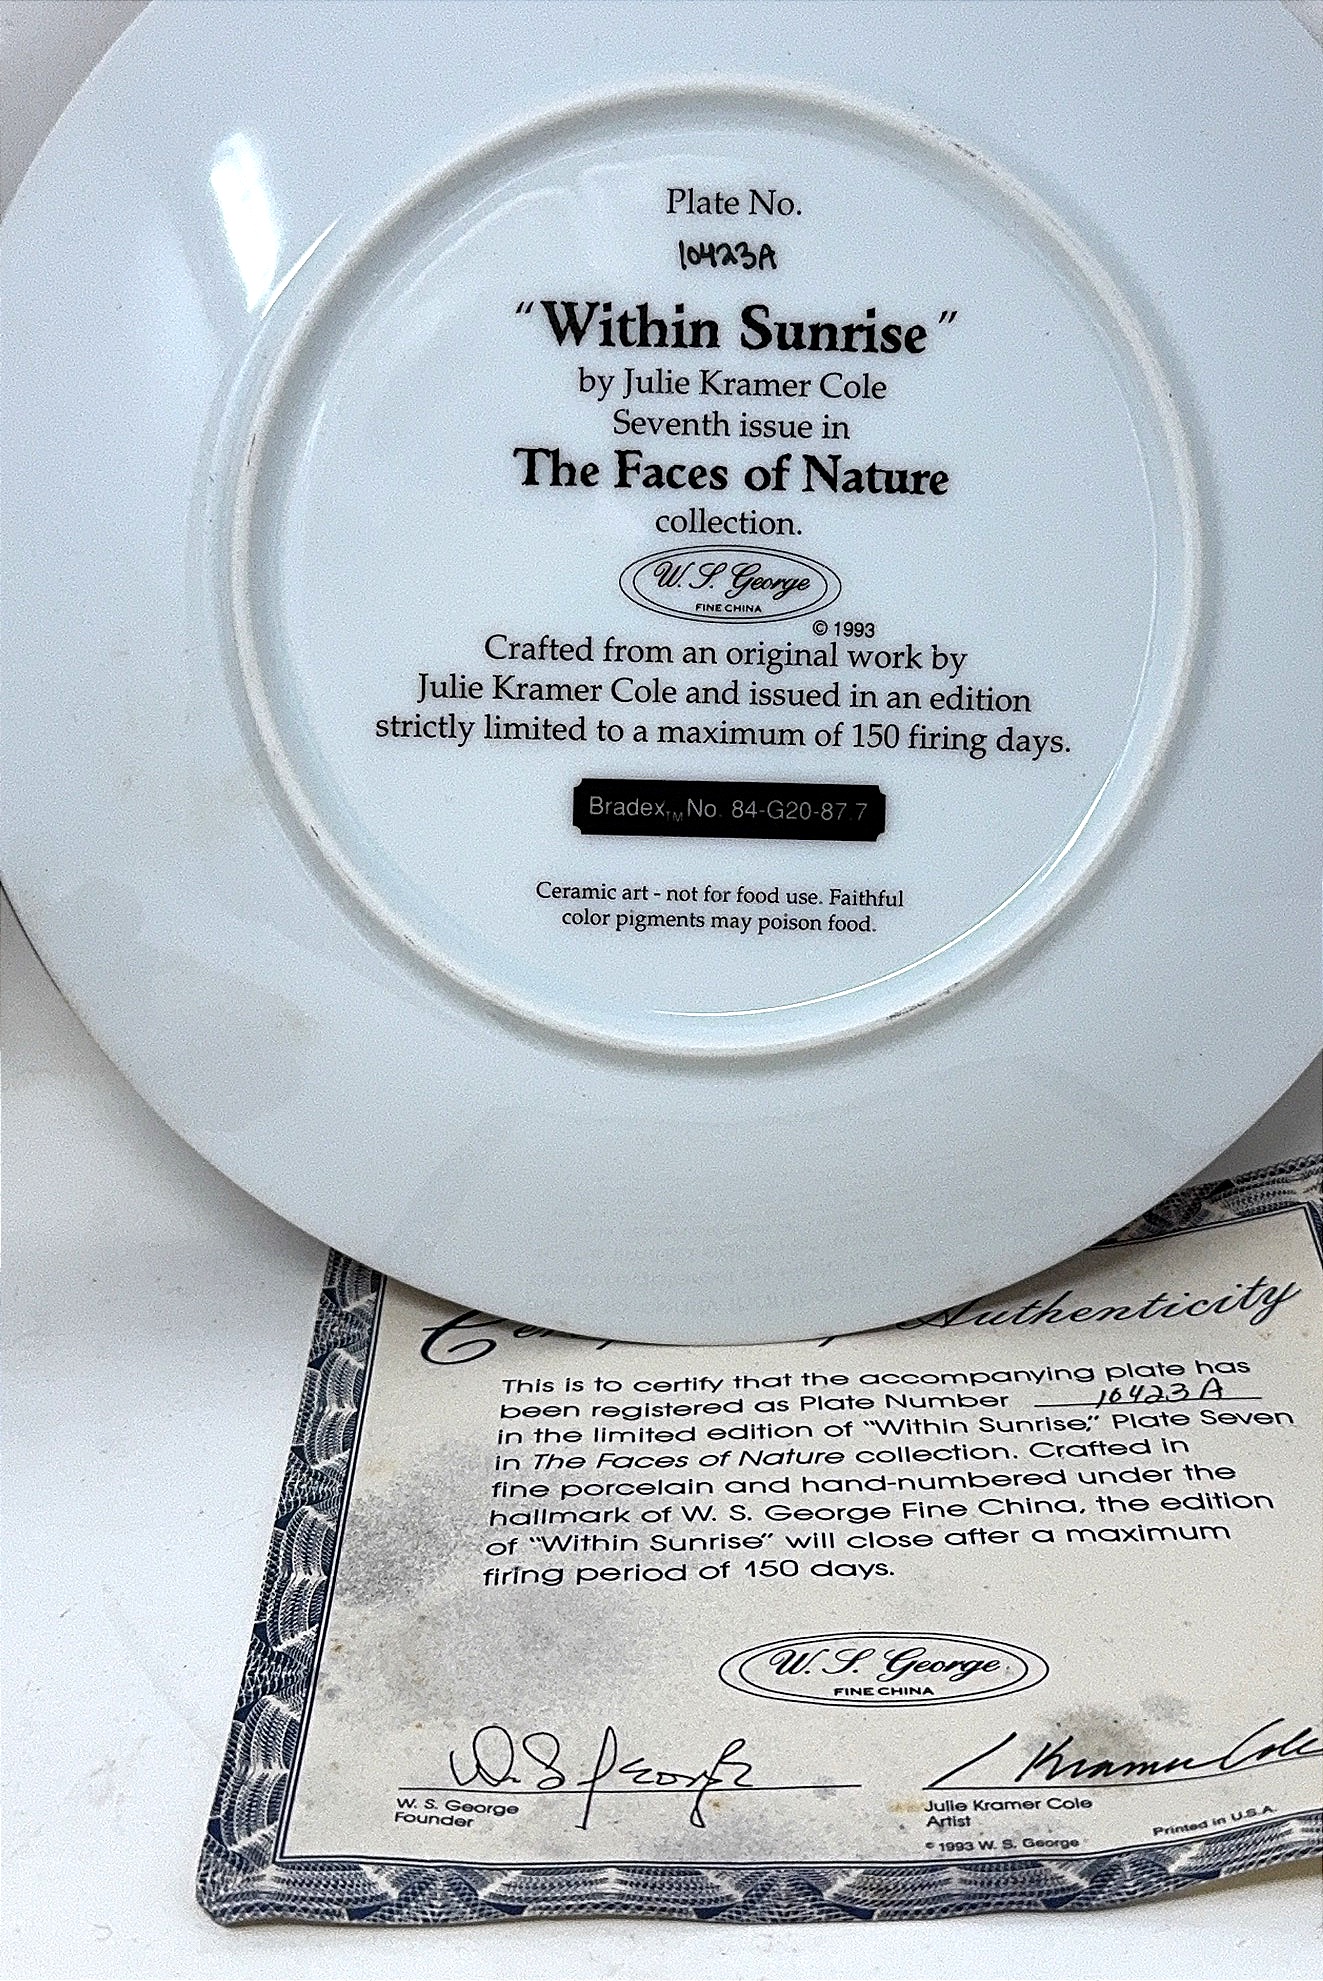 Plate No.
10423A
“Within Sunrise”
by Julie Kramer Cole
Seventh issue in
The Faces of Nature
collection.
W. S. George
FINE CHINA
© 1993
Crafted from an original work by
Julie Kramer Cole and issued in an edition
strictly limited to a maximum of 150 firing days.
Bradex™ No. 84-G20-87.7
Ceramic art - not for food use. Faithful
color pigments may poison food.
Authenticity
This is to certify that the accompanying plate has
been registered as Plate Number 10423A
in the limited edition of “Within Sunrise,” Plate Seven
in The Faces of Nature collection. Crafted in
fine porcelain and hand-numbered under the
hallmark of W. S. George Fine China, the edition
of “Within Sunrise” will close after a maximum
firing period of 150 days.
W. S. George
FINE CHINA
W. S. George
Kramer Cole
W. S. George
Founder
Julie Kramer Cole
Artist
© 1993 W. S. George
Printed in U.S.A.